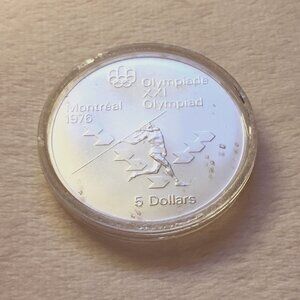 Olympiade
XXI
Olympiad
Montréal
1976
5 Dollars